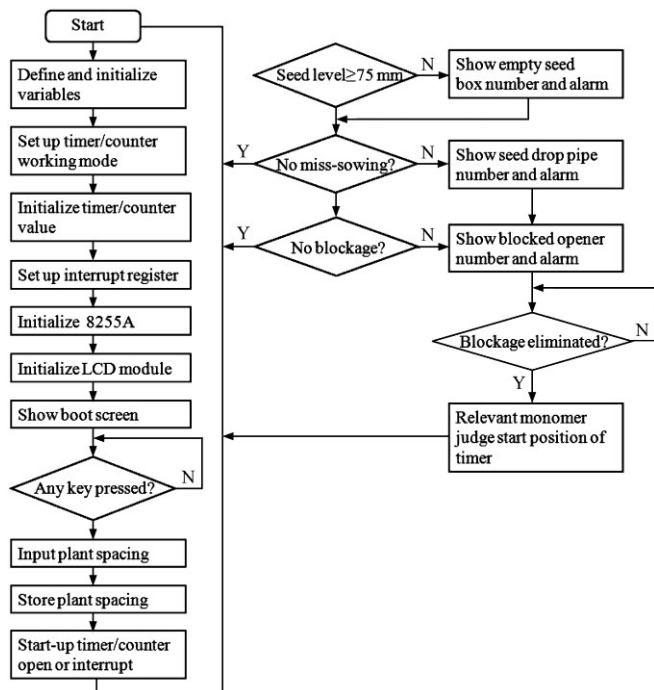 Start
Define and initialize
variables
Set up timer/counter
working mode
Initialize timer/counter
value
Set up interrupt register
Initialize 8255A
Initialize LCD module
Show boot screen
Any key pressed?
N
Input plant spacing
Store plant spacing
Start-up timer/counter
open or interrupt
Seed level≥75 mm
N
Show empty seed
box number and alarm
Y
No miss-sowing?
N
Show seed drop pipe
number and alarm
Y
No blockage?
N
Show blocked opener
number and alarm
Blockage eliminated?
N
Y
Relevant monomer
judge start position of
timer